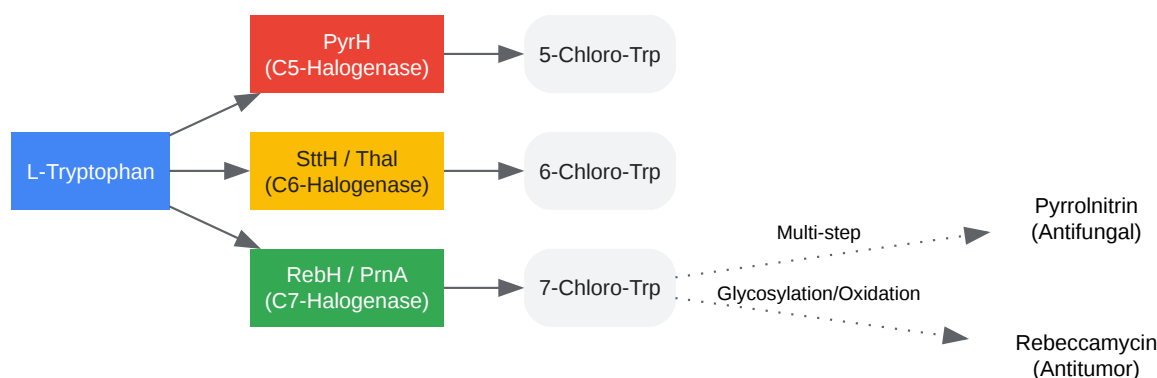 PyrH
(C5-Halogenase)
5-Chloro-Trp
L-Tryptophan
SttH / Thal
(C6-Halogenase)
6-Chloro-Trp
RebH / PrnA
(C7-Halogenase)
7-Chloro-Trp
Multi-step
Pyrrolnitrin
(Antifungal)
Glycosylation/Oxidation
Rebeccamycin
(Antitumor)